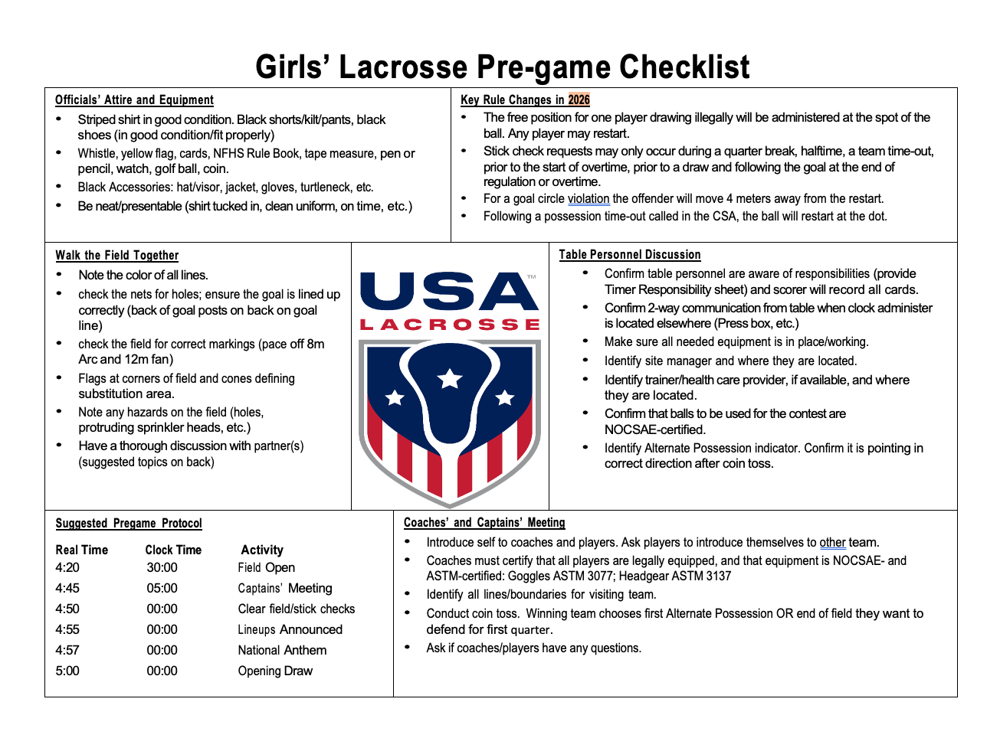 Girls’ Lacrosse Pre-game Checklist
Officials’ Attire and Equipment
• Striped shirt in good condition. Black shorts/kilt/pants, black
shoes (in good condition/fit properly)
• Whistle, yellow flag, cards, NFHS Rule Book, tape measure, pen or
pencil, watch, golf ball, coin.
• Black Accessories: hat/visor, jacket, gloves, turtleneck, etc.
• Be neat/presentable (shirt tucked in, clean uniform, on time, etc.)
Key Rule Changes in 2026
• The free position for one player drawing illegally will be administered at the spot of the
ball. Any player may restart.
• Stick check requests may only occur during a quarter break, halftime, a team time-out,
prior to the start of overtime, prior to a draw and following the goal at the end of
regulation or overtime.
• For a goal circle violation the offender will move 4 meters away from the restart.
• Following a possession time-out called in the CSA, the ball will restart at the dot.
Walk the Field Together
• Note the color of all lines.
• check the nets for holes; ensure the goal is lined up
correctly (back of goal posts on back on goal
line)
• check the field for correct markings (pace off 8m
Arc and 12m fan)
• Flags at corners of field and cones defining
substitution area.
• Note any hazards on the field (holes,
protruding sprinkler heads, etc.)
• Have a thorough discussion with partner(s)
(suggested topics on back)
USA™
LACROSSE
Table Personnel Discussion
• Confirm table personnel are aware of responsibilities (provide
Timer Responsibility sheet) and scorer will record all cards.
• Confirm 2-way communication from table when clock administer
is located elsewhere (Press box, etc.)
• Make sure all needed equipment is in place/working.
• Identify site manager and where they are located.
• Identify trainer/health care provider, if available, and where
they are located.
• Confirm that balls to be used for the contest are
NOCSAE-certified.
• Identify Alternate Possession indicator. Confirm it is pointing in
correct direction after coin toss.
Suggested Pregame Protocol
Real Time Clock Time Activity
4:20 30:00 Field Open
4:45 05:00 Captains’ Meeting
4:50 00:00 Clear field/stick checks
4:55 00:00 Lineups Announced
4:57 00:00 National Anthem
5:00 00:00 Opening Draw
Coaches’ and Captains’ Meeting
• Introduce self to coaches and players. Ask players to introduce themselves to other team.
• Coaches must certify that all players are legally equipped, and that equipment is NOCSAE- and
ASTM-certified: Goggles ASTM 3077; Headgear ASTM 3137
• Identify all lines/boundaries for visiting team.
• Conduct coin toss. Winning team chooses first Alternate Possession OR end of field they want to
defend for first quarter.
• Ask if coaches/players have any questions.